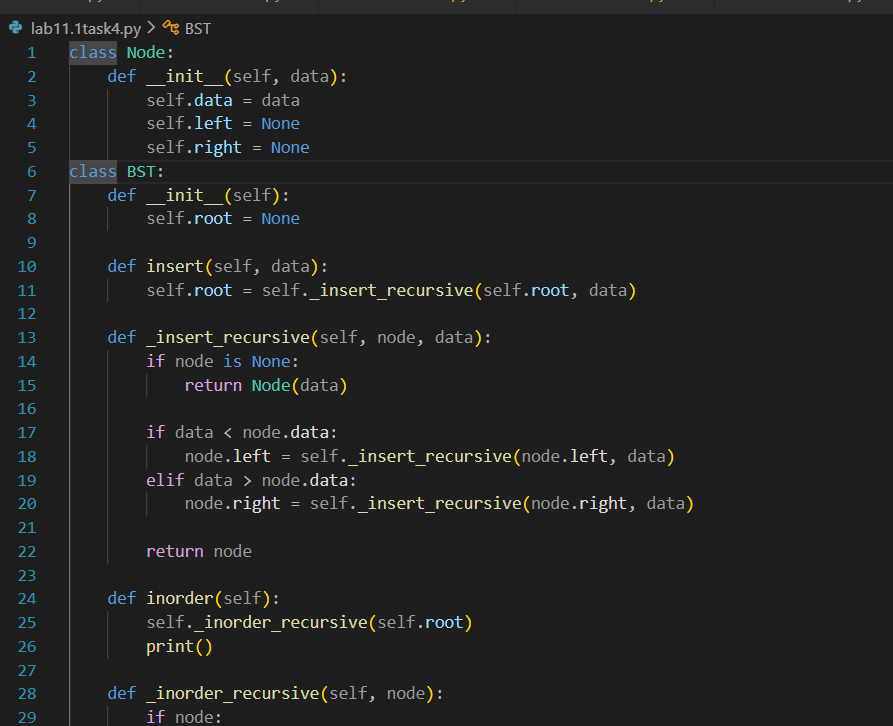 lab11.1task4.py > BST
1 class Node:
2     def __init__(self, data):
3         self.data = data
4         self.left = None
5         self.right = None
6 class BST:
7     def __init__(self):
8         self.root = None
9
10     def insert(self, data):
11         self.root = self._insert_recursive(self.root, data)
12
13     def _insert_recursive(self, node, data):
14         if node is None:
15             return Node(data)
16
17         if data < node.data:
18             node.left = self._insert_recursive(node.left, data)
19         elif data > node.data:
20             node.right = self._insert_recursive(node.right, data)
21
22         return node
23
24     def inorder(self):
25         self._inorder_recursive(self.root)
26         print()
27
28     def _inorder_recursive(self, node):
29         if node: